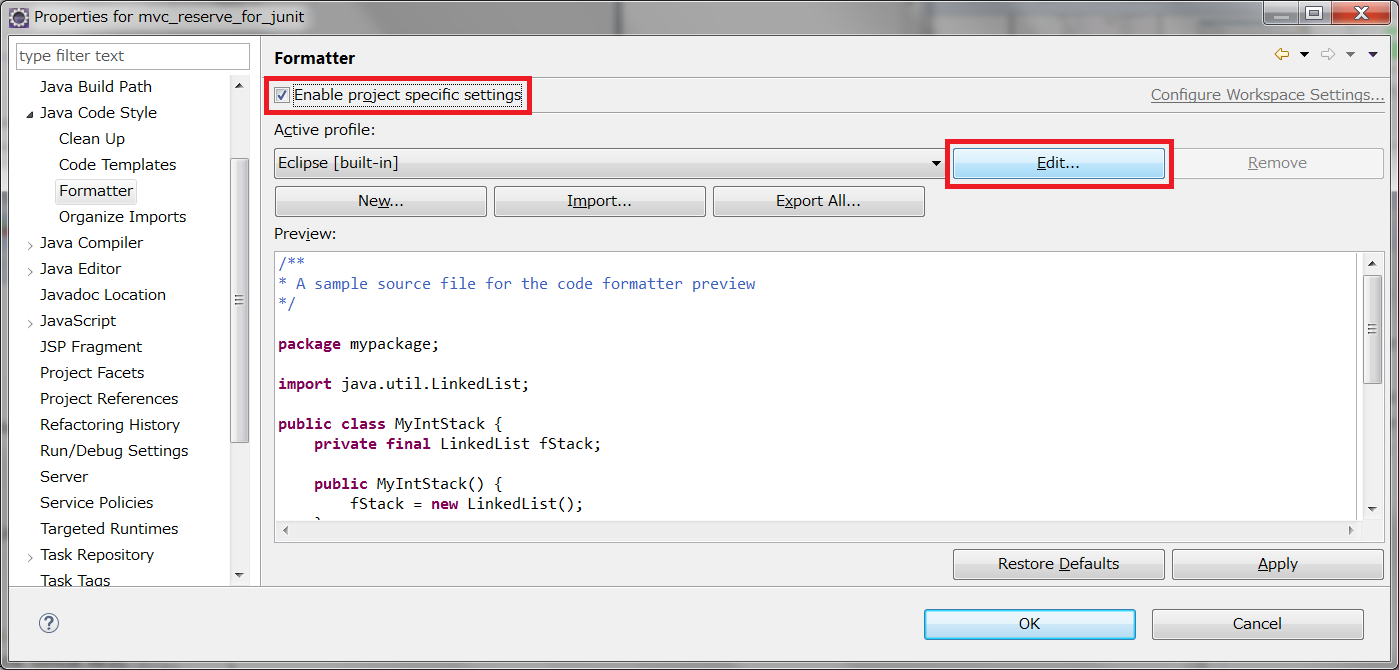 Properties for mvc_reserve_for_junit
type filter text
Java Build Path
Java Code Style
Clean Up
Code Templates
Formatter
Organize Imports
Java Compiler
Java Editor
Javadoc Location
JavaScript
JSP Fragment
Project Facets
Project References
Refactoring History
Run/Debug Settings
Server
Service Policies
Targeted Runtimes
Task Repository
Task Tags
Formatter
Enable project specific settings
Configure Workspace Settings...
Active profile:
Eclipse [built-in]
Edit...
Remove
New...
Import...
Export All...
Preview:
/**
* A sample source file for the code formatter preview
*/
package mypackage;
import java.util.LinkedList;
public class MyIntStack {
private final LinkedList fStack;
public MyIntStack() {
fStack = new LinkedList();
}
Restore Defaults
Apply
?
OK
Cancel